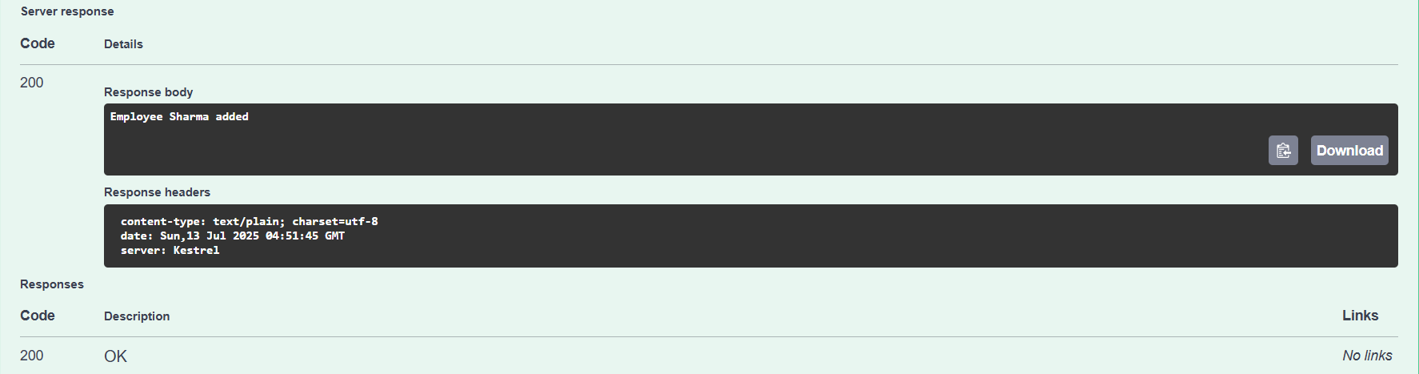 Server response
Code Details
200
Response body
Employee Sharma added
Download
Response headers
content-type: text/plain; charset=utf-8
date: Sun,13 Jul 2025 04:51:45 GMT
server: Kestrel
Responses
Code Description Links
200 OK No links